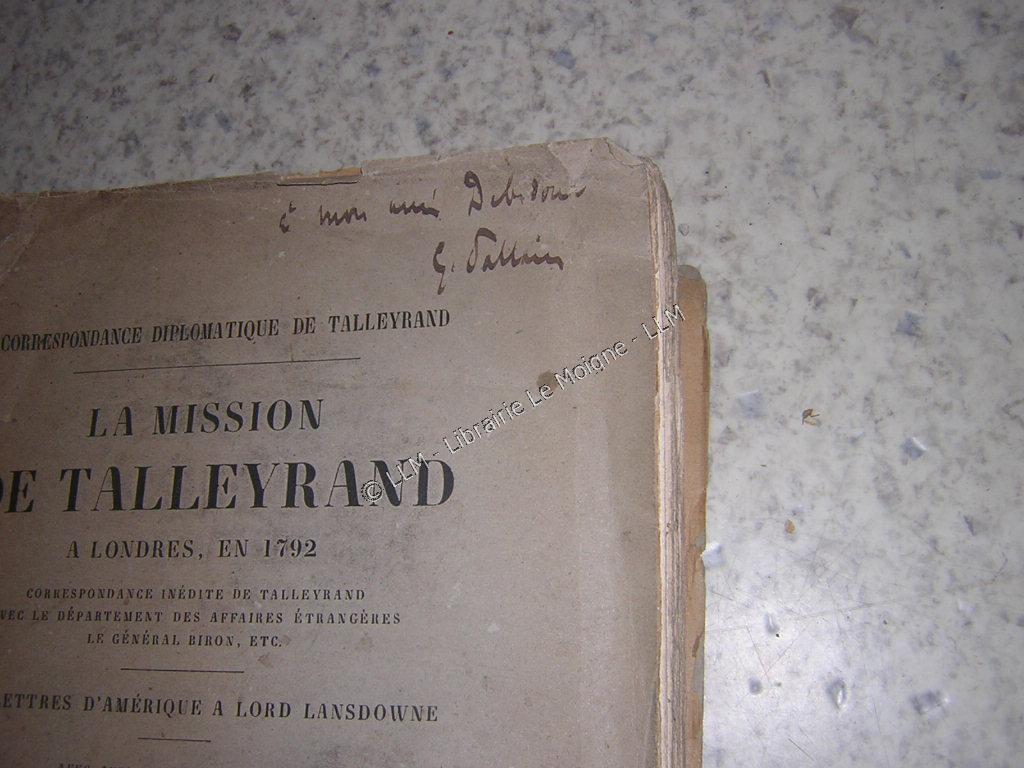 à mon ami Debidour
G. Pallain
CORRESPONDANCE DIPLOMATIQUE DE TALLEYRAND
LA MISSION
DE TALLEYRAND
A LONDRES, EN 1792
CORRESPONDANCE INÉDITE DE TALLEYRAND
AVEC LE DÉPARTEMENT DES AFFAIRES ÉTRANGÈRES
LE GÉNÉRAL BIRON, ETC.
LETTRES D'AMÉRIQUE A LORD LANSDOWNE
© LLM - Librairie Le Moigne - LLM